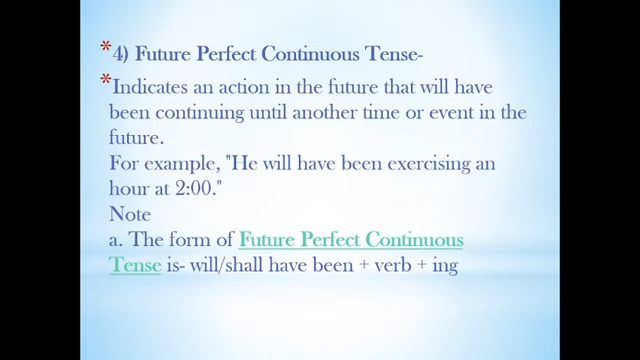 *4) Future Perfect Continuous Tense-
*Indicates an action in the future that will have
been continuing until another time or event in the
future.
For example, "He will have been exercising an
hour at 2:00."
Note
a. The form of Future Perfect Continuous
Tense is- will/shall have been + verb + ing